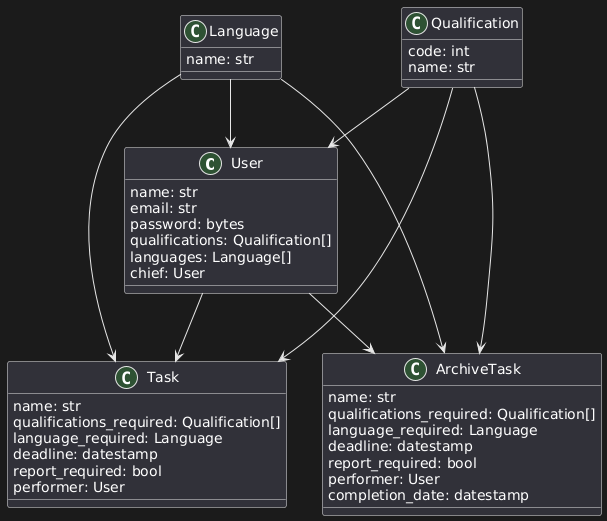 C Language
name: str
C Qualification
code: int
name: str
C User
name: str
email: str
password: bytes
qualifications: Qualification[]
languages: Language[]
chief: User
C Task
name: str
qualifications_required: Qualification[]
language_required: Language
deadline: datestamp
report_required: bool
performer: User
C ArchiveTask
name: str
qualifications_required: Qualification[]
language_required: Language
deadline: datestamp
report_required: bool
performer: User
completion_date: datestamp